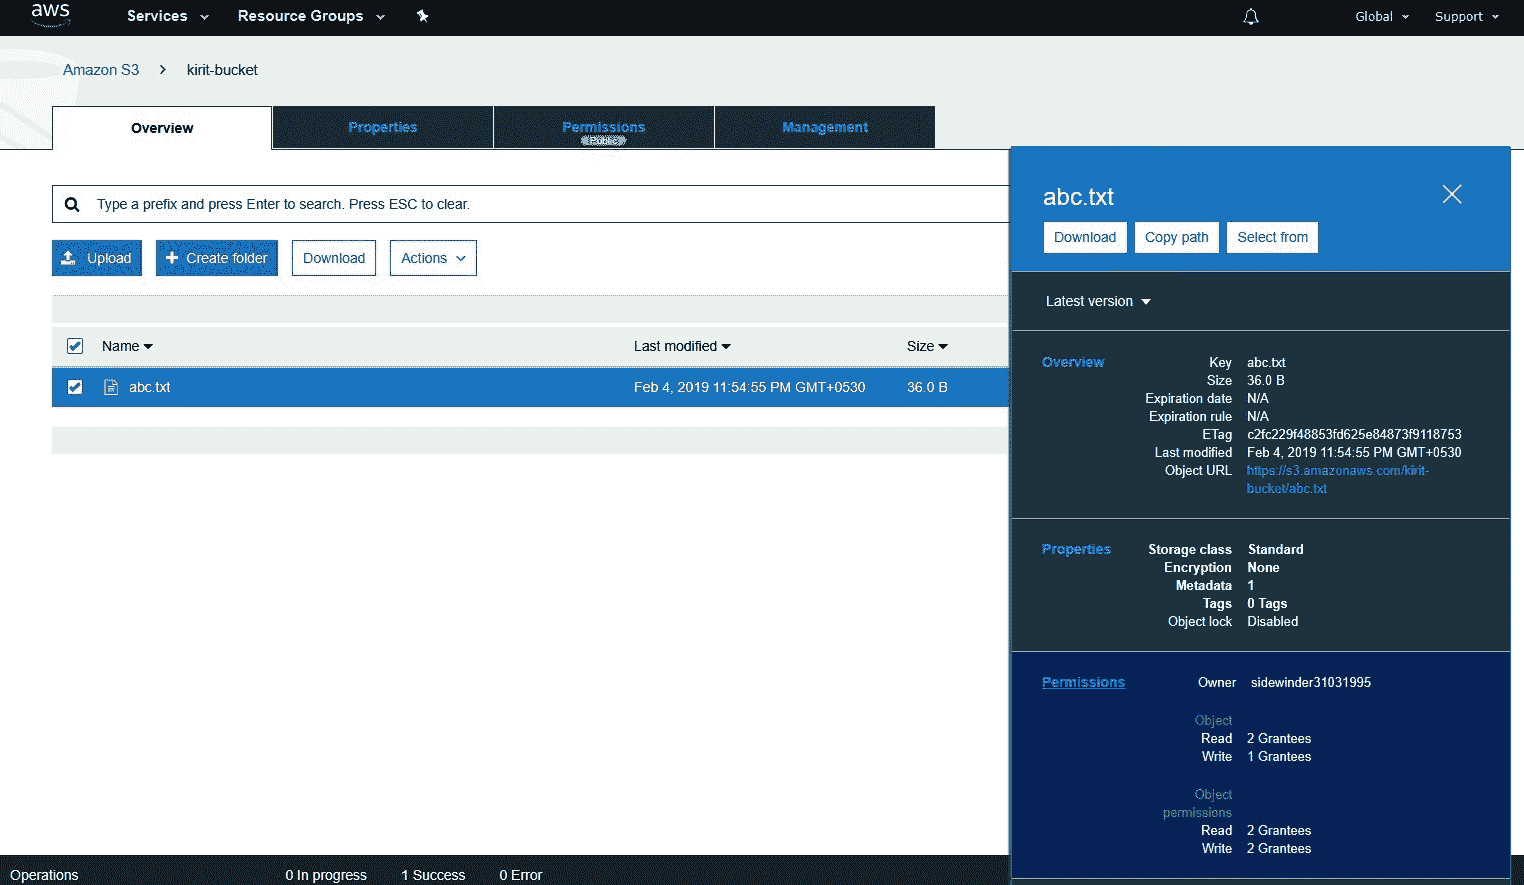 aws
Services
Resource Groups
Global
Support
Amazon S3
kirit-bucket
Overview
Properties
Permissions
Public
Management
Type a prefix and press Enter to search. Press ESC to clear.
Upload
Create folder
Download
Actions
Name
Last modified
Size
abc.txt
Feb 4, 2019 11:54:55 PM GMT+0530
36.0 B
abc.txt
Download
Copy path
Select from
Latest version
Overview
Key abc.txt
Size 36.0 B
Expiration date N/A
Expiration rule N/A
ETag c2fc229f48853fd625e84873f9118753
Last modified Feb 4, 2019 11:54:55 PM GMT+0530
Object URL https://s3.amazonaws.com/kirit-
bucket/abc.txt
Properties
Storage class Standard
Encryption None
Metadata 1
Tags 0 Tags
Object lock Disabled
Permissions
Owner sidewinder31031995
Object
Read 2 Grantees
Write 1 Grantees
Object
permissions
Read 2 Grantees
Write 2 Grantees
Operations
0 In progress
1 Success
0 Error